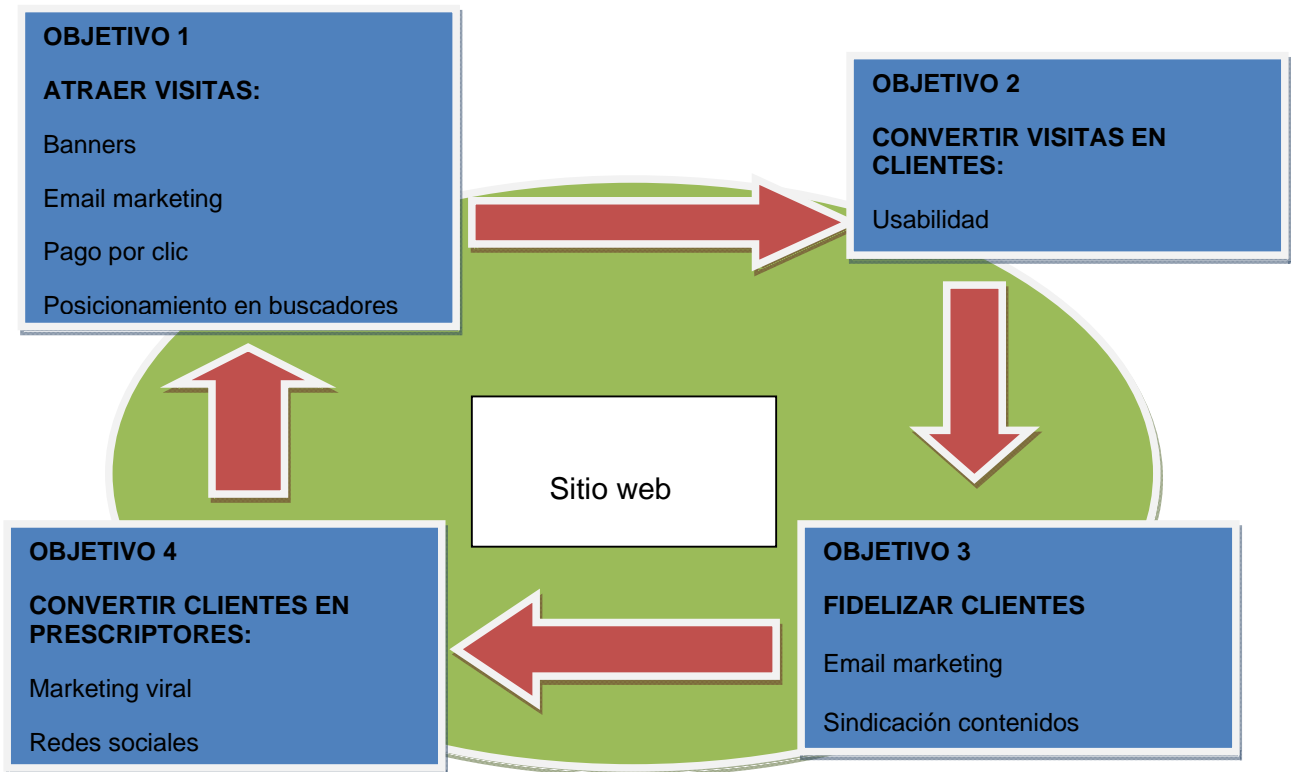 OBJETIVO 1
ATRAER VISITAS:
Banners
Email marketing
Pago por clic
Posicionamiento en buscadores
OBJETIVO 2
CONVERTIR VISITAS EN
CLIENTES:
Usabilidad
Sitio web
OBJETIVO 3
FIDELIZAR CLIENTES
Email marketing
Sindicación contenidos
OBJETIVO 4
CONVERTIR CLIENTES EN
PRESCRIPTORES:
Marketing viral
Redes sociales